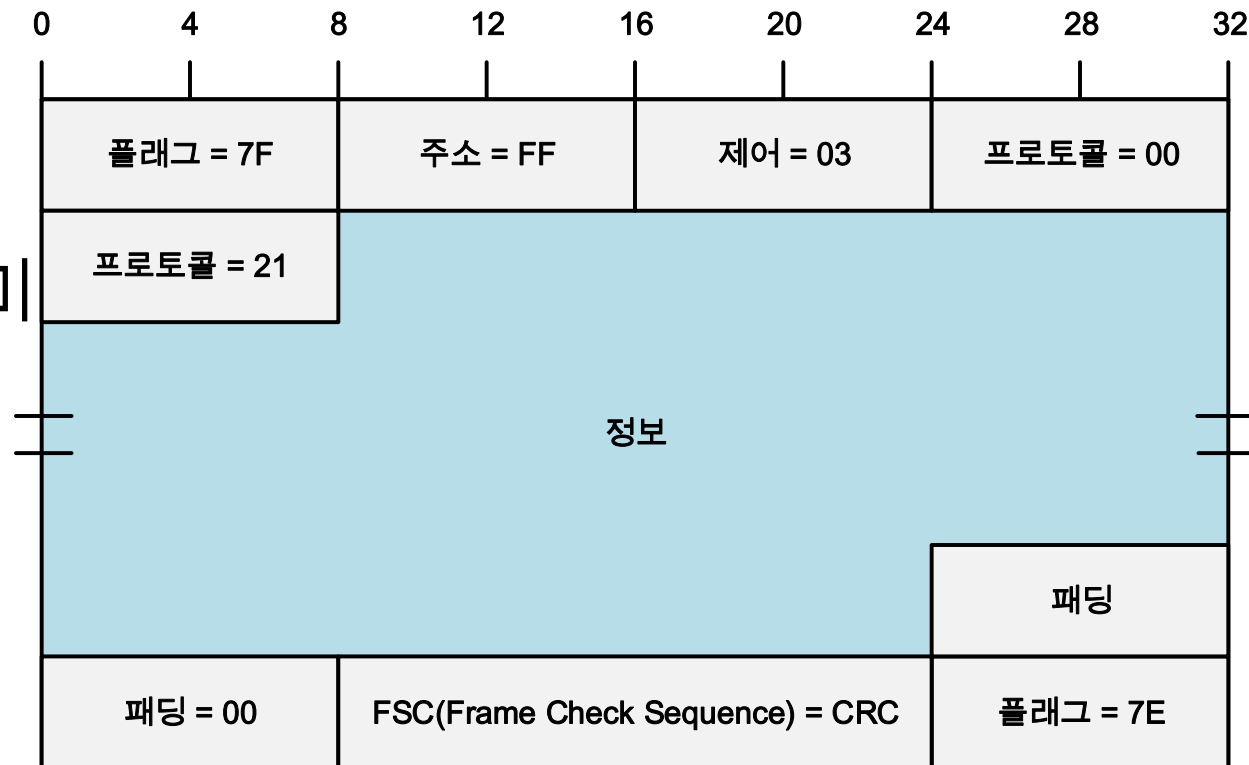 0 4 8 12 16 20 24 28 32
플래그 = 7F 주소 = FF 제어 = 03 프로토콜 = 00
프로토콜 = 21
정보
패딩
패딩 = 00 FSC(Frame Check Sequence) = CRC 플래그 = 7E